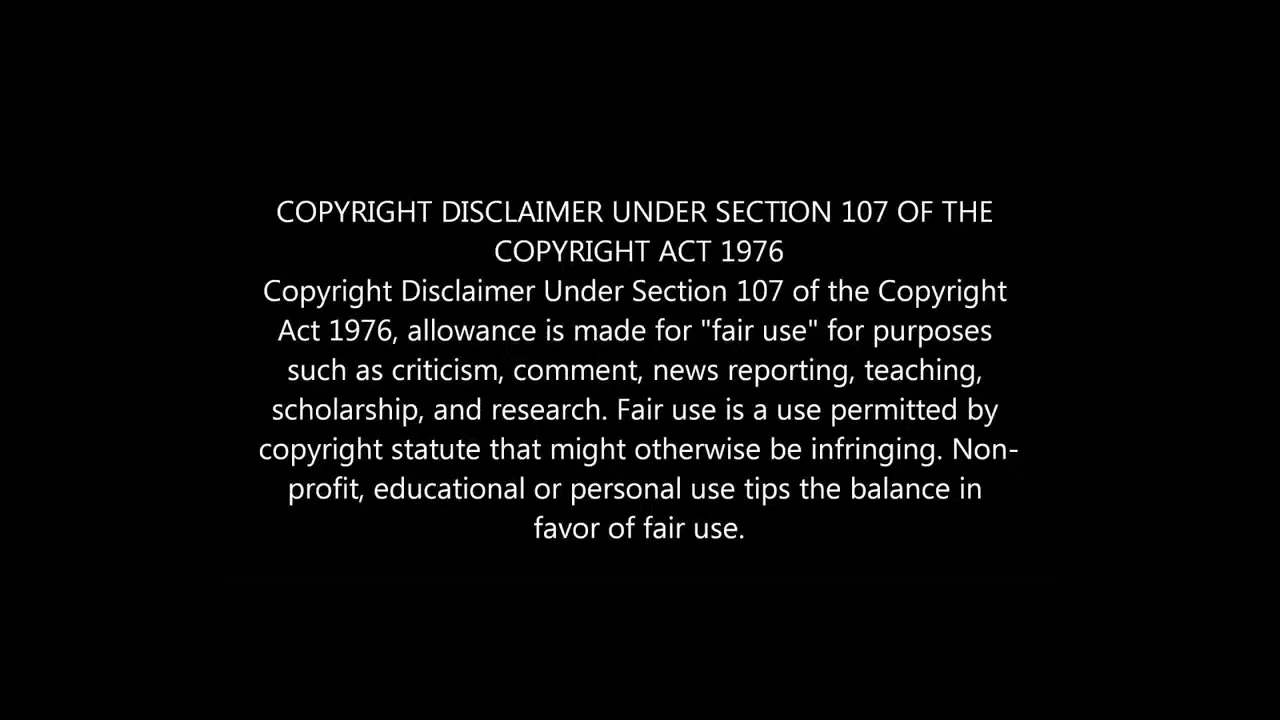 COPYRIGHT DISCLAIMER UNDER SECTION 107 OF THE
COPYRIGHT ACT 1976
Copyright Disclaimer Under Section 107 of the Copyright
Act 1976, allowance is made for "fair use" for purposes
such as criticism, comment, news reporting, teaching,
scholarship, and research. Fair use is a use permitted by
copyright statute that might otherwise be infringing. Non-
profit, educational or personal use tips the balance in
favor of fair use.